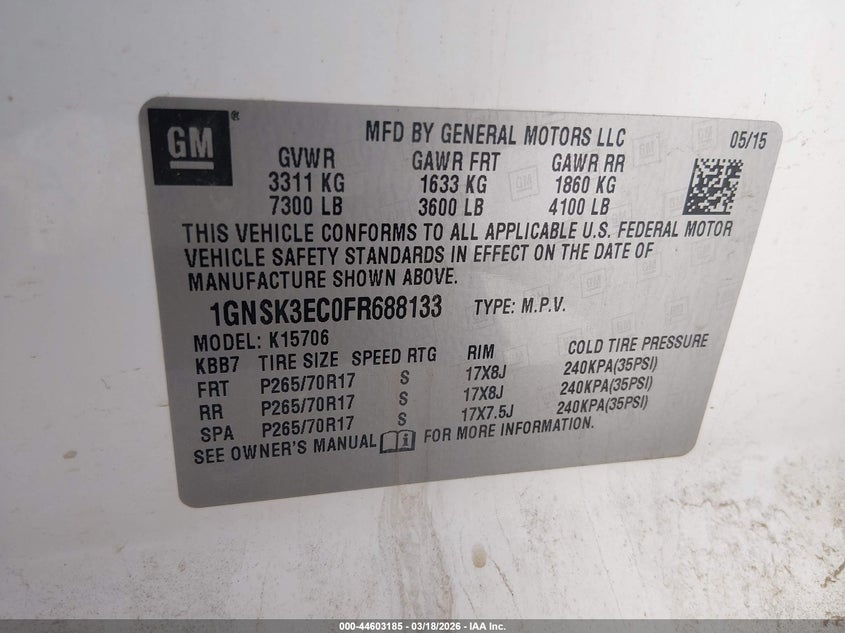 GM®
MFD BY GENERAL MOTORS LLC 05/15
GVWR GAWR FRT GAWR RR
3311 KG 1633 KG 1860 KG
7300 LB 3600 LB 4100 LB
THIS VEHICLE CONFORMS TO ALL APPLICABLE U.S. FEDERAL MOTOR
VEHICLE SAFETY STANDARDS IN EFFECT ON THE DATE OF
MANUFACTURE SHOWN ABOVE.
1GNSK3EC0FR688133 TYPE: M.P.V.
MODEL: K15706
KBB7 TIRE SIZE SPEED RTG RIM COLD TIRE PRESSURE
FRT P265/70R17 S 17X8J 240KPA(35PSI)
RR P265/70R17 S 17X8J 240KPA(35PSI)
SPA P265/70R17 S 17X7.5J 240KPA(35PSI)
SEE OWNER'S MANUAL FOR MORE INFORMATION.
000-44603185 - 03/18/2026 - IAA Inc.